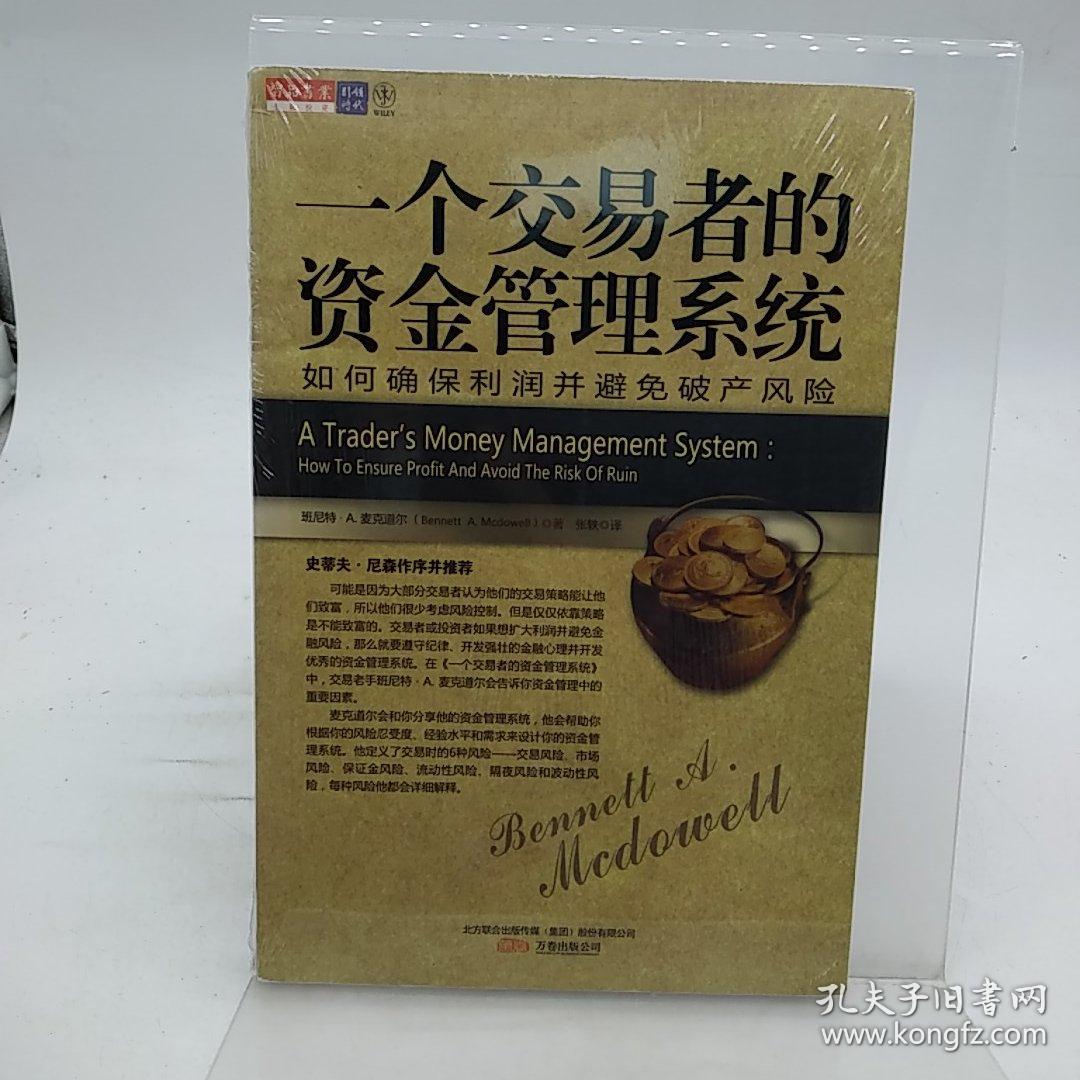 引领时代
WILEY
一个交易者的
资金管理系统
如何确保利润并避免破产风险
A Trader's Money Management System :
How To Ensure Profit And Avoid The Risk Of Ruin
班尼特·A. 麦克道尔（Bennett A. Mcdowell）◎著 张轶◎译
史蒂夫·尼森作序并推荐
可能是因为大部分交易者认为他们的交易策略能让他
们致富，所以他们很少考虑风险控制。但是仅仅依靠策略
是不能致富的。交易者或投资者如果想扩大利润并避免金
融风险，那么就要遵守纪律、开发强壮的金融心理并开发
优秀的资金管理系统。在《一个交易者的资金管理系统》
中，交易老手班尼特·A. 麦克道尔会告诉你资金管理中的
重要因素。
麦克道尔会和你分享他的资金管理系统，他会帮助你
根据你的风险忍受度、经验水平和需求来设计你的资金管
理系统。他定义了交易时的6种风险——交易风险、市场
风险、保证金风险、流动性风险、隔夜风险和波动性风
险，每种风险他都会详细解释。
Bennett A.
Mcdowell
北方联合出版传媒（集团）股份有限公司
万卷出版公司
孔夫子旧书网
www.kongfz.com